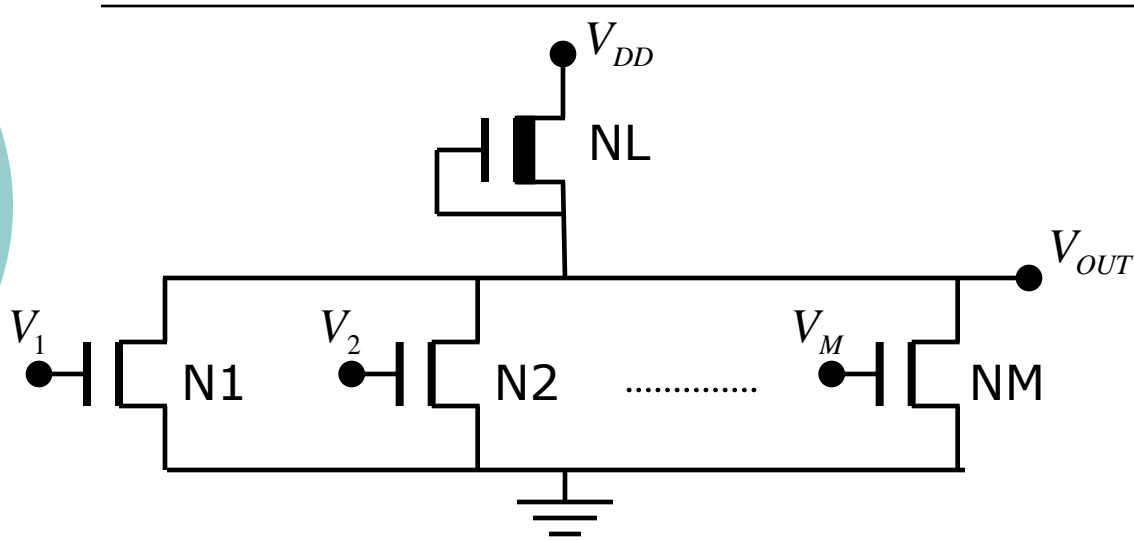 V_DD
NL
V_OUT
V_1 V_2 V_M
N1 N2 .............. NM